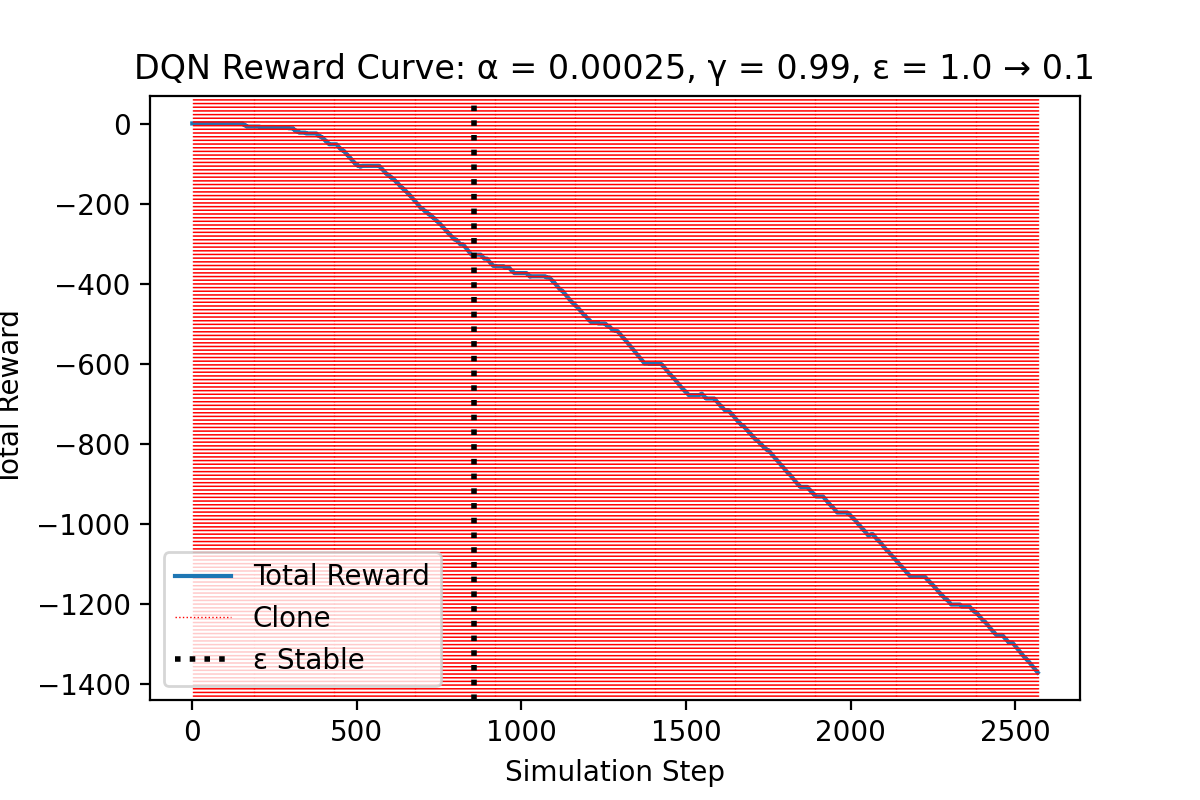 DQN Reward Curve: α = 0.00025, γ = 0.99, ε = 1.0 → 0.1
Total Reward
0
−200
−400
−600
−800
−1000
−1200
−1400
Total Reward
Clone
ε Stable
0 500 1000 1500 2000 2500
Simulation Step